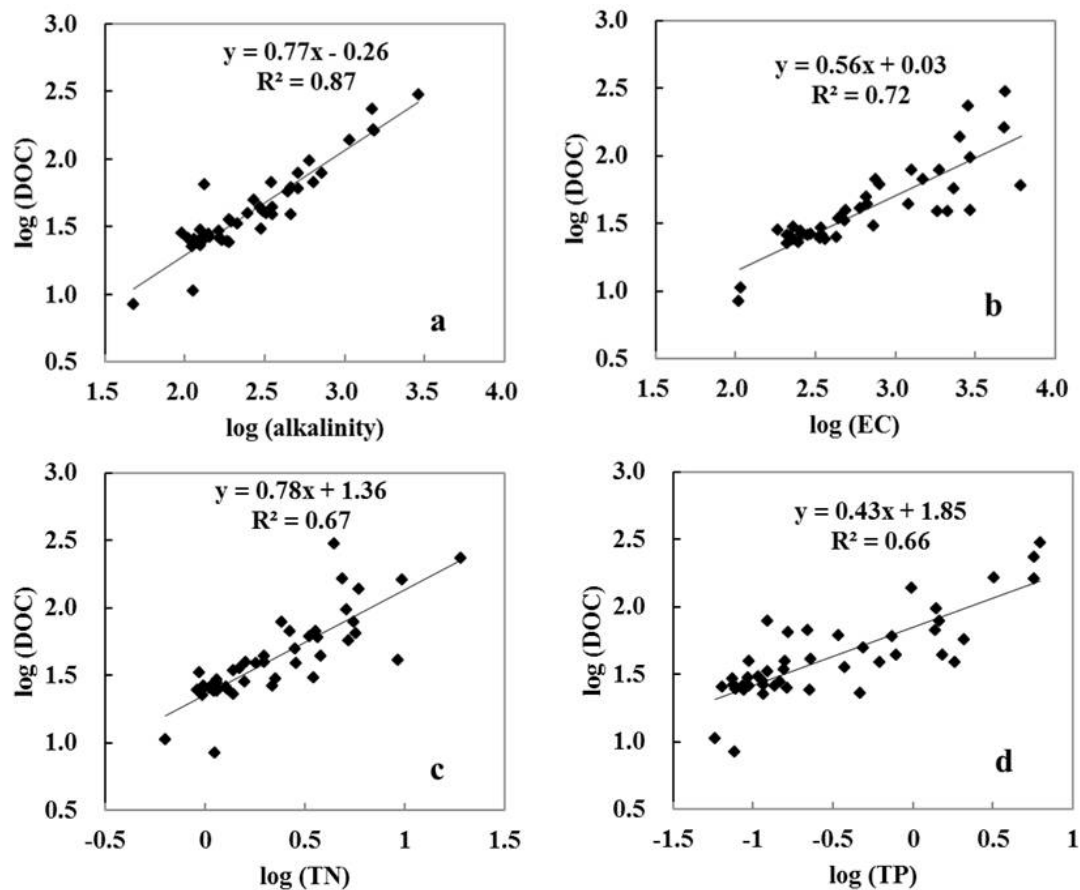 3.0
y = 0.77x - 0.26
R² = 0.87
2.5
2.0
1.5
1.0
0.5
log (DOC)
a
1.5 2.0 2.5 3.0 3.5 4.0
log (alkalinity)
3.0
y = 0.56x + 0.03
R² = 0.72
2.5
2.0
1.5
1.0
0.5
log (DOC)
b
1.5 2.0 2.5 3.0 3.5 4.0
log (EC)
3.0
y = 0.78x + 1.36
R² = 0.67
2.5
2.0
1.5
1.0
0.5
log (DOC)
c
-0.5 0 0.5 1 1.5
log (TN)
3.0
y = 0.43x + 1.85
R² = 0.66
2.5
2.0
1.5
1.0
0.5
log (DOC)
d
-1.5 -1 -0.5 0 0.5 1
log (TP)